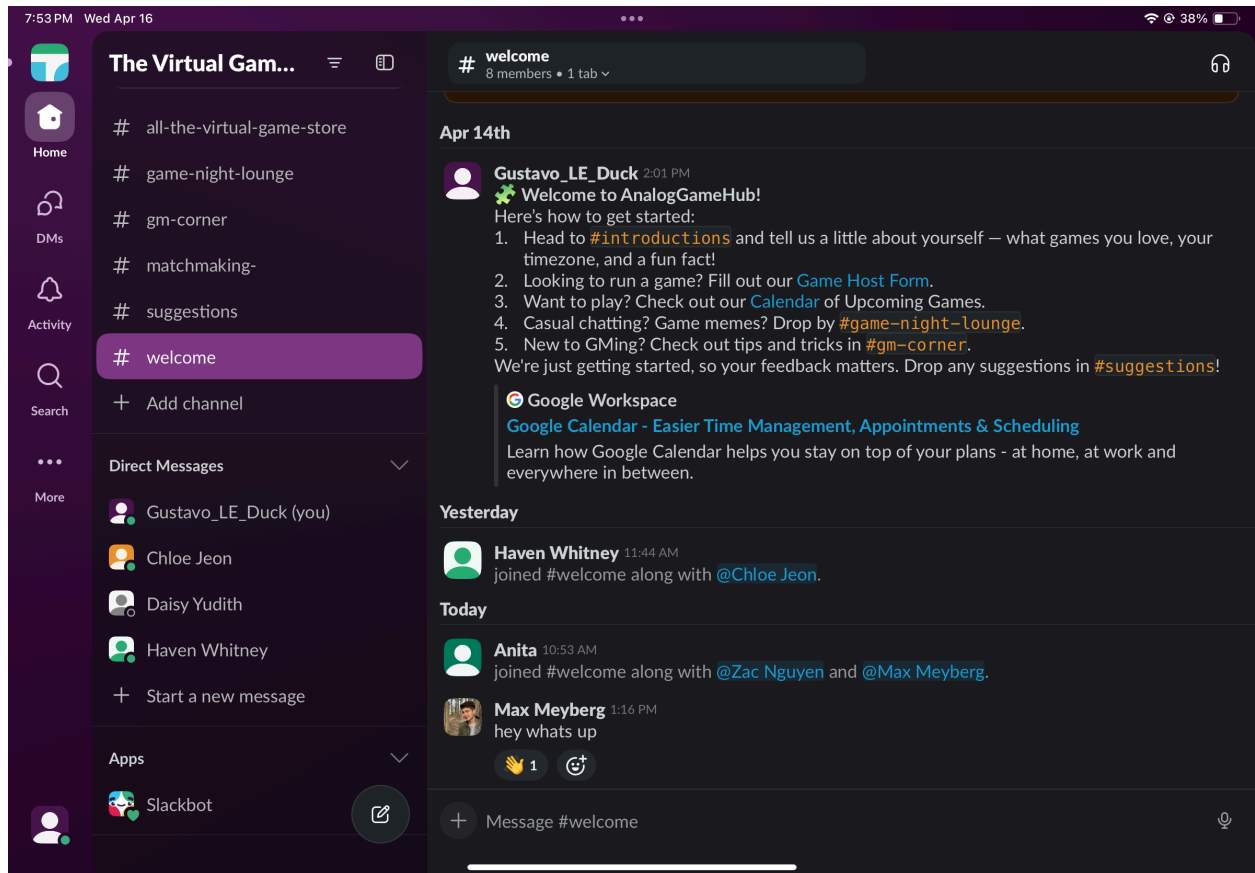 7:53 PM Wed Apr 16
38%
The Virtual Gam...
# all-the-virtual-game-store
# game-night-lounge
# gm-corner
# matchmaking-
# suggestions
# welcome
+ Add channel
Home
DMs
Activity
Search
More
Direct Messages
Gustavo_LE_Duck (you)
Chloe Jeon
Daisy Yudith
Haven Whitney
+ Start a new message
Apps
Slackbot
# welcome
8 members • 1 tab
Apr 14th
Gustavo_LE_Duck 2:01 PM
🧩 Welcome to AnalogGameHub!
Here's how to get started:
1. Head to #introductions and tell us a little about yourself — what games you love, your
timezone, and a fun fact!
2. Looking to run a game? Fill out our Game Host Form.
3. Want to play? Check out our Calendar of Upcoming Games.
4. Casual chatting? Game memes? Drop by #game-night-lounge.
5. New to GMing? Check out tips and tricks in #gm-corner.
We're just getting started, so your feedback matters. Drop any suggestions in #suggestions!
Google Workspace
Google Calendar - Easier Time Management, Appointments & Scheduling
Learn how Google Calendar helps you stay on top of your plans - at home, at work and
everywhere in between.
Yesterday
Haven Whitney 11:44 AM
joined #welcome along with @Chloe Jeon.
Today
Anita 10:53 AM
joined #welcome along with @Zac Nguyen and @Max Meyberg.
Max Meyberg 1:16 PM
hey whats up
👋 1
+ Message #welcome